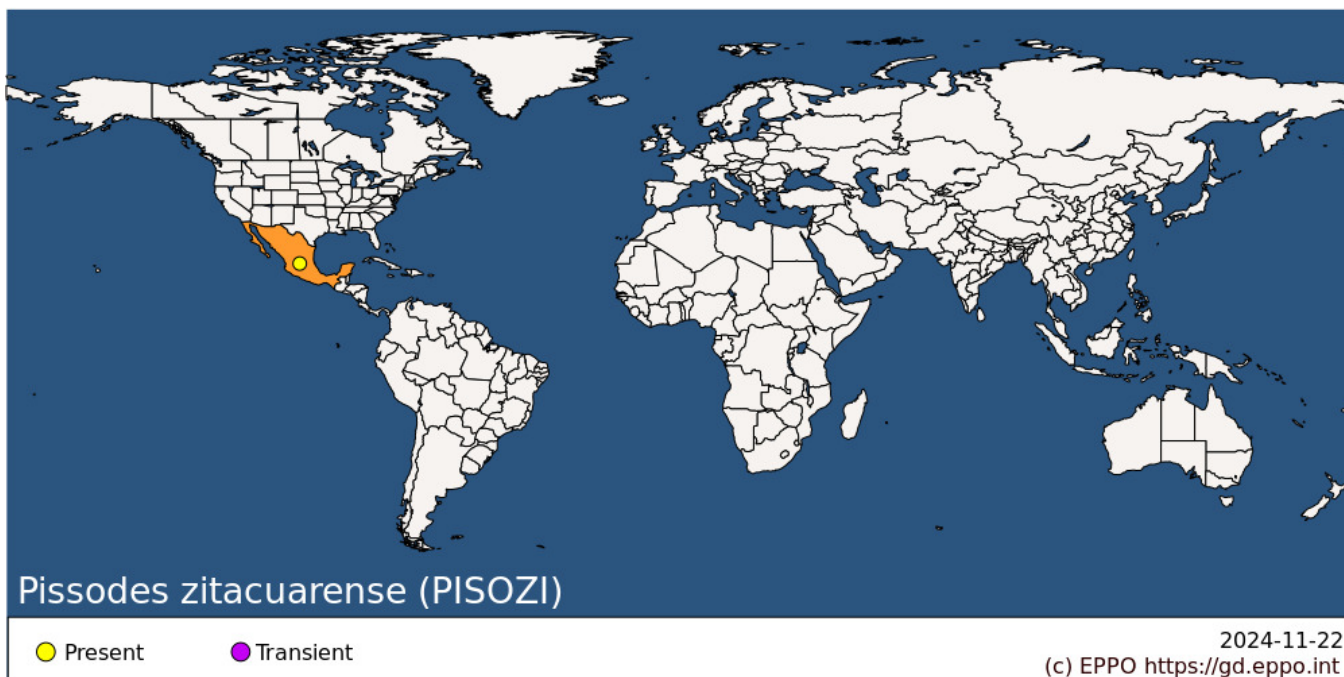 Pissodes zitacuarense (PISOZI)
Present
Transient
2024-11-22
(c) EPPO https://gd.eppo.int